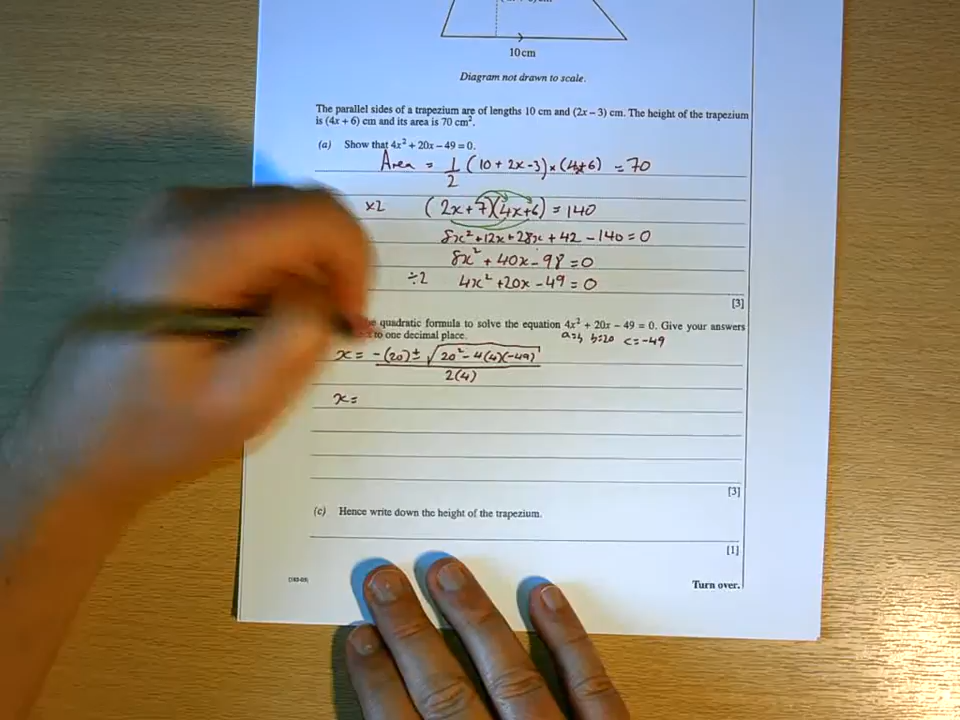 10 cm
Diagram not drawn to scale.
The parallel sides of a trapezium are of lengths 10 cm and (2x – 3) cm. The height of the trapezium
is (4x + 6) cm and its area is 70 cm².
(a) Show that 4x² + 20x – 49 = 0.
Area = 1/2 (10 + 2x - 3) × (4x+6) = 70
×2 (2x + 7)(4x+6) = 140
8x² + 12x + 28x + 42 - 140 = 0
8x² + 40x - 98 = 0
÷2 4x² + 20x - 49 = 0
[3]
quadratic formula to solve the equation 4x² + 20x – 49 = 0. Give your answers
to one decimal place.
a=4 b=20 c=-49
x = -(20) ± √(20² - 4(4)(-49)) / 2(4)
x =
[3]
(c) Hence write down the height of the trapezium.
[1]
Turn over.